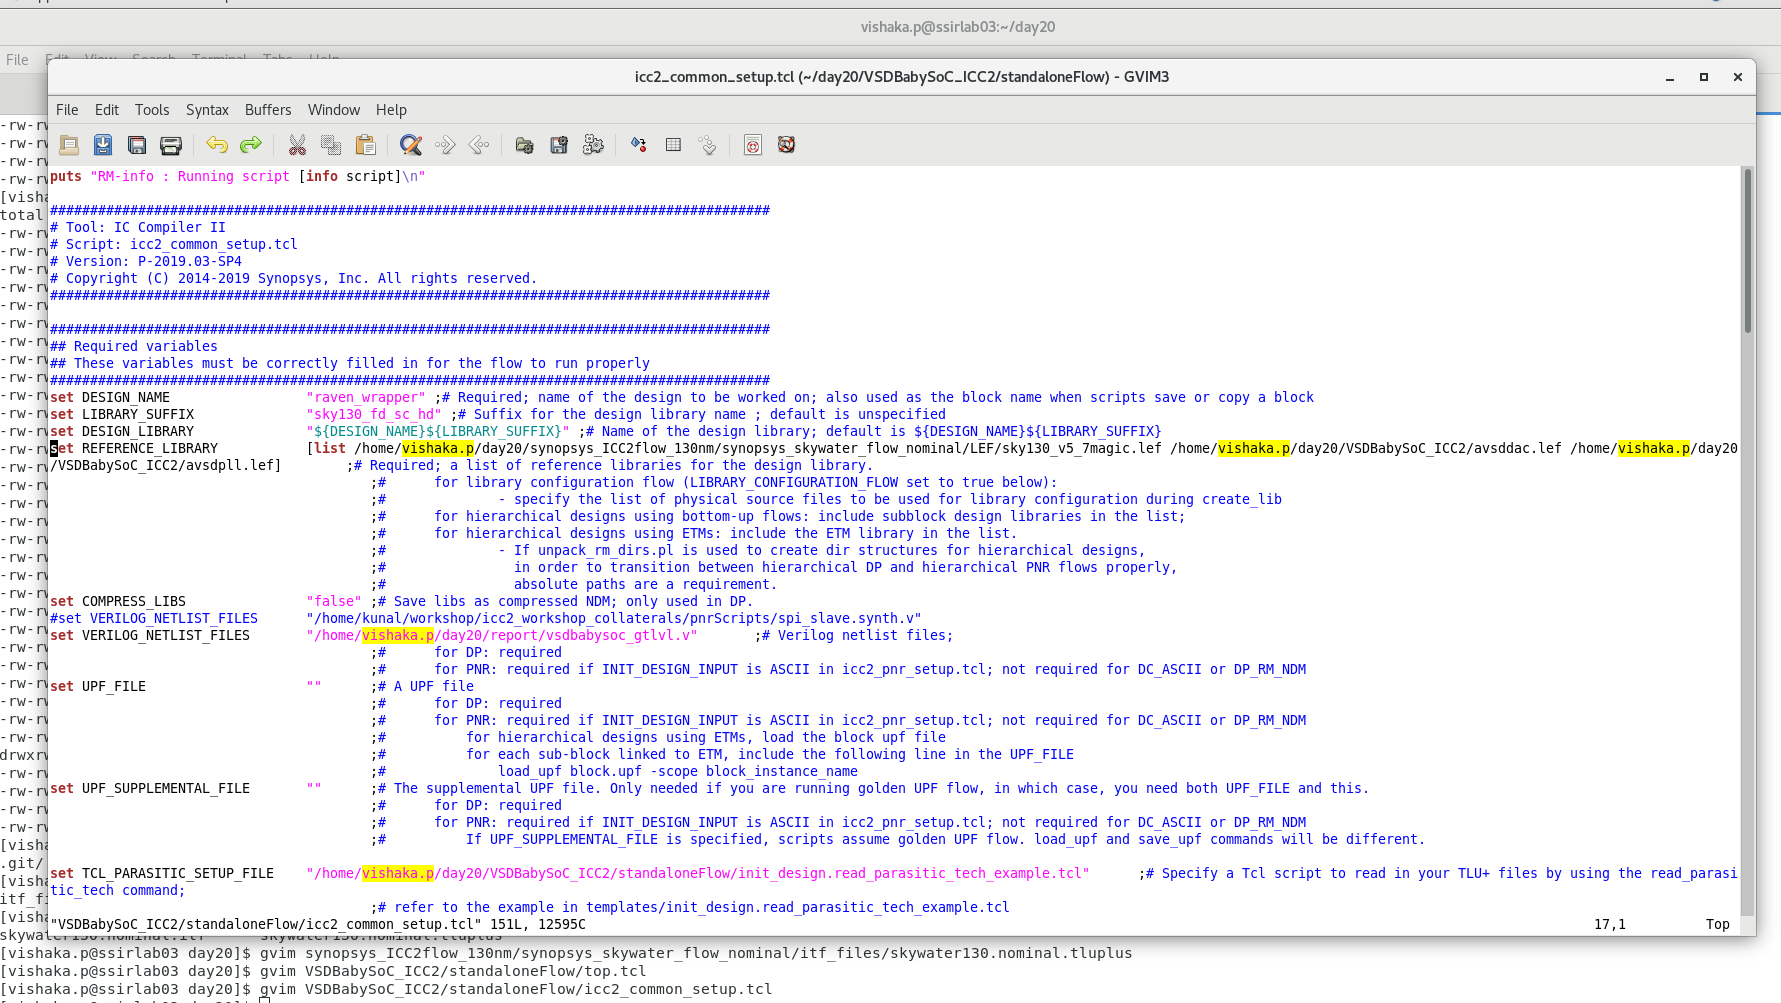 vishaka.p@ssirlab03:~/day20
File Edit View Search Terminal Tabs Help
icc2_common_setup.tcl (~/day20/VSDBabySoC_ICC2/standaloneFlow) - GVIM3
File Edit Tools Syntax Buffers Window Help
puts "RM-info : Running script [info script]\n"
##########################################################################################
# Tool: IC Compiler II
# Script: icc2_common_setup.tcl
# Version: P-2019.03-SP4
# Copyright (C) 2014-2019 Synopsys, Inc. All rights reserved.
##########################################################################################
##########################################################################################
## Required variables
## These variables must be correctly filled in for the flow to run properly
##########################################################################################
set DESIGN_NAME "raven_wrapper" ;# Required; name of the design to be worked on; also used as the block name when scripts save or copy a block
set LIBRARY_SUFFIX "sky130_fd_sc_hd" ;# Suffix for the design library name ; default is unspecified
set DESIGN_LIBRARY "${DESIGN_NAME}${LIBRARY_SUFFIX}" ;# Name of the design library; default is ${DESIGN_NAME}${LIBRARY_SUFFIX}
set REFERENCE_LIBRARY [list /home/vishaka.p/day20/synopsys_ICC2flow_130nm/synopsys_skywater_flow_nominal/LEF/sky130_v5_7magic.lef /home/vishaka.p/day20/VSDBabySoC_ICC2/avsddac.lef /home/vishaka.p/day20
/VSDBabySoC_ICC2/avsdpll.lef] ;# Required; a list of reference libraries for the design library.
;# for library configuration flow (LIBRARY_CONFIGURATION_FLOW set to true below):
;# - specify the list of physical source files to be used for library configuration during create_lib
;# for hierarchical designs using bottom-up flows: include subblock design libraries in the list;
;# for hierarchical designs using ETMs: include the ETM library in the list.
;# - If unpack_rm_dirs.pl is used to create dir structures for hierarchical designs,
;# in order to transition between hierarchical DP and hierarchical PNR flows properly,
;# absolute paths are a requirement.
set COMPRESS_LIBS "false" ;# Save libs as compressed NDM; only used in DP.
#set VERILOG_NETLIST_FILES "/home/kunal/workshop/icc2_workshop_collaterals/pnrScripts/spi_slave.synth.v"
set VERILOG_NETLIST_FILES "/home/vishaka.p/day20/report/vsdbabysoc_gtlvl.v" ;# Verilog netlist files;
;# for DP: required
;# for PNR: required if INIT_DESIGN_INPUT is ASCII in icc2_pnr_setup.tcl; not required for DC_ASCII or DP_RM_NDM
set UPF_FILE "" ;# A UPF file
;# for DP: required
;# for PNR: required if INIT_DESIGN_INPUT is ASCII in icc2_pnr_setup.tcl; not required for DC_ASCII or DP_RM_NDM
;# for hierarchical designs using ETMs, load the block upf file
;# for each sub-block linked to ETM, include the following line in the UPF_FILE
;# load_upf block.upf -scope block_instance_name
set UPF_SUPPLEMENTAL_FILE "" ;# The supplemental UPF file. Only needed if you are running golden UPF flow, in which case, you need both UPF_FILE and this.
;# for DP: required
;# for PNR: required if INIT_DESIGN_INPUT is ASCII in icc2_pnr_setup.tcl; not required for DC_ASCII or DP_RM_NDM
;# If UPF_SUPPLEMENTAL_FILE is specified, scripts assume golden UPF flow. load_upf and save_upf commands will be different.
set TCL_PARASITIC_SETUP_FILE "/home/vishaka.p/day20/VSDBabySoC_ICC2/standaloneFlow/init_design.read_parasitic_tech_example.tcl" ;# Specify a Tcl script to read in your TLU+ files by using the read_parasi
tic_tech command;
;# refer to the example in templates/init_design.read_parasitic_tech_example.tcl
"VSDBabySoC_ICC2/standaloneFlow/icc2_common_setup.tcl" 151L, 12595C 17,1 Top
skywater130.nominal.itf skywater130.nominal.tluplus
[vishaka.p@ssirlab03 day20]$ gvim synopsys_ICC2flow_130nm/synopsys_skywater_flow_nominal/itf_files/skywater130.nominal.tluplus
[vishaka.p@ssirlab03 day20]$ gvim VSDBabySoC_ICC2/standaloneFlow/top.tcl
[vishaka.p@ssirlab03 day20]$ gvim VSDBabySoC_ICC2/standaloneFlow/icc2_common_setup.tcl